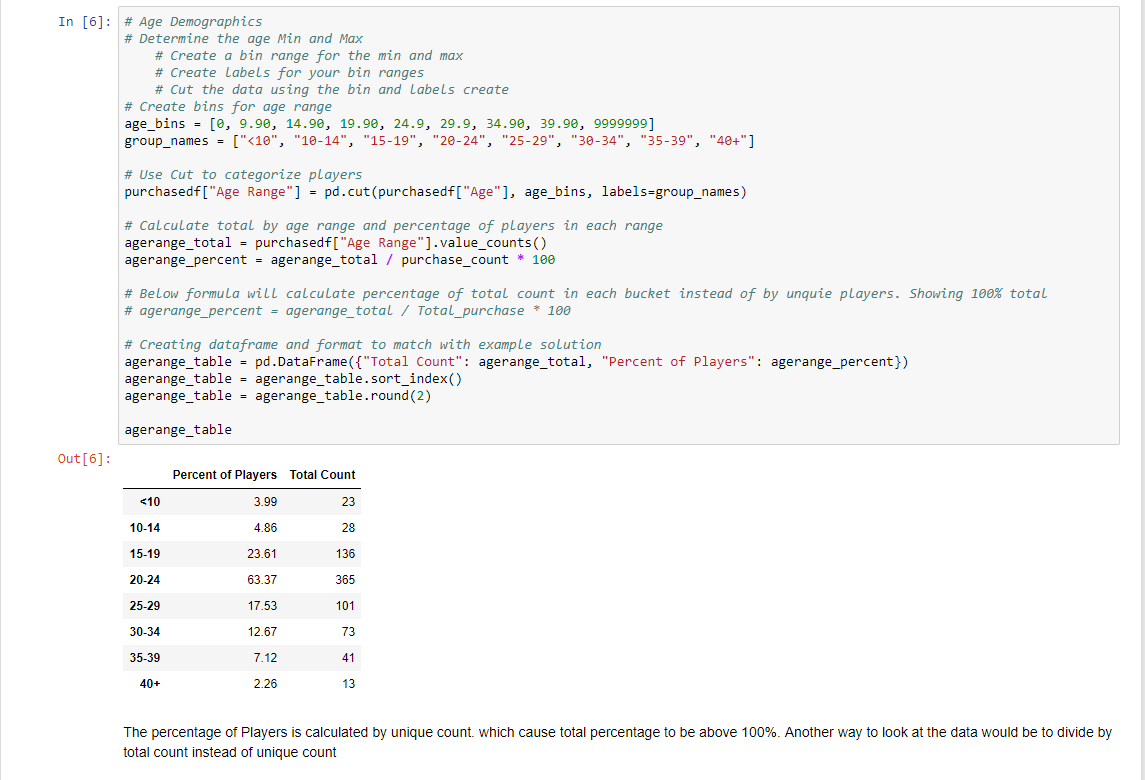 In [6]:
# Age Demographics
# Determine the age Min and Max
    # Create a bin range for the min and max
    # Create labels for your bin ranges
    # Cut the data using the bin and labels create
# Create bins for age range
age_bins = [0, 9.90, 14.90, 19.90, 24.9, 29.9, 34.90, 39.90, 9999999]
group_names = ["<10", "10-14", "15-19", "20-24", "25-29", "30-34", "35-39", "40+"]
# Use Cut to categorize players
purchasedf["Age Range"] = pd.cut(purchasedf["Age"], age_bins, labels=group_names)
# Calculate total by age range and percentage of players in each range
agerange_total = purchasedf["Age Range"].value_counts()
agerange_percent = agerange_total / purchase_count * 100
# Below formula will calculate percentage of total count in each bucket instead of by unquie players. Showing 100% total
# agerange_percent = agerange_total / Total_purchase * 100
# Creating dataframe and format to match with example solution
agerange_table = pd.DataFrame({"Total Count": agerange_total, "Percent of Players": agerange_percent})
agerange_table = agerange_table.sort_index()
agerange_table = agerange_table.round(2)
agerange_table
Out[6]:
Percent of Players Total Count
<10 3.99 23
10-14 4.86 28
15-19 23.61 136
20-24 63.37 365
25-29 17.53 101
30-34 12.67 73
35-39 7.12 41
40+ 2.26 13
The percentage of Players is calculated by unique count. which cause total percentage to be above 100%. Another way to look at the data would be to divide by
total count instead of unique count